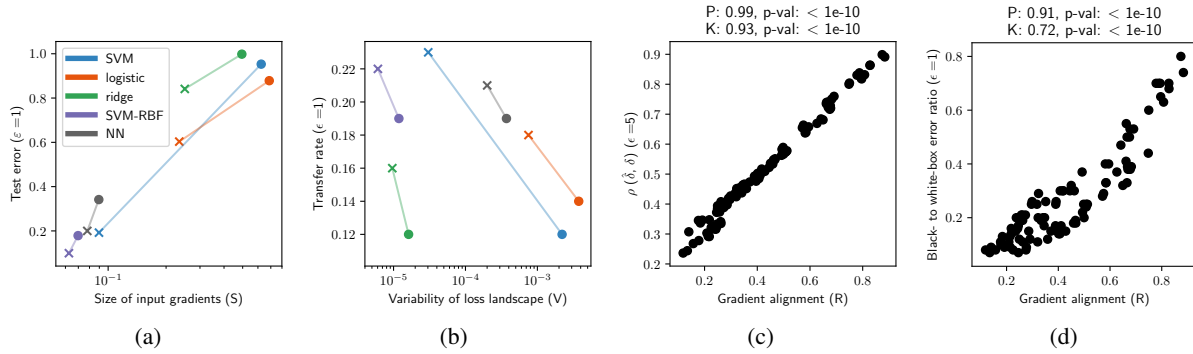 P: 0.99, p-val: < 1e-10
K: 0.93, p-val: < 1e-10
P: 0.91, p-val: < 1e-10
K: 0.72, p-val: < 1e-10
Test error (ε =1)
1.0
0.8
0.6
0.4
0.2
SVM
logistic
ridge
SVM-RBF
NN
10⁻¹
Size of input gradients (S)
(a)
Transfer rate (ϵ =1)
0.22
0.20
0.18
0.16
0.14
0.12
10⁻⁵ 10⁻⁴ 10⁻³
Variability of loss landscape (V)
(b)
ρ (δ̂, δ) (ϵ =5)
0.9
0.8
0.7
0.6
0.5
0.4
0.3
0.2
0.2 0.4 0.6 0.8
Gradient alignment (R)
(c)
Black- to white-box error ratio (ϵ =1)
0.8
0.6
0.4
0.2
0.0
0.2 0.4 0.6 0.8
Gradient alignment (R)
(d)